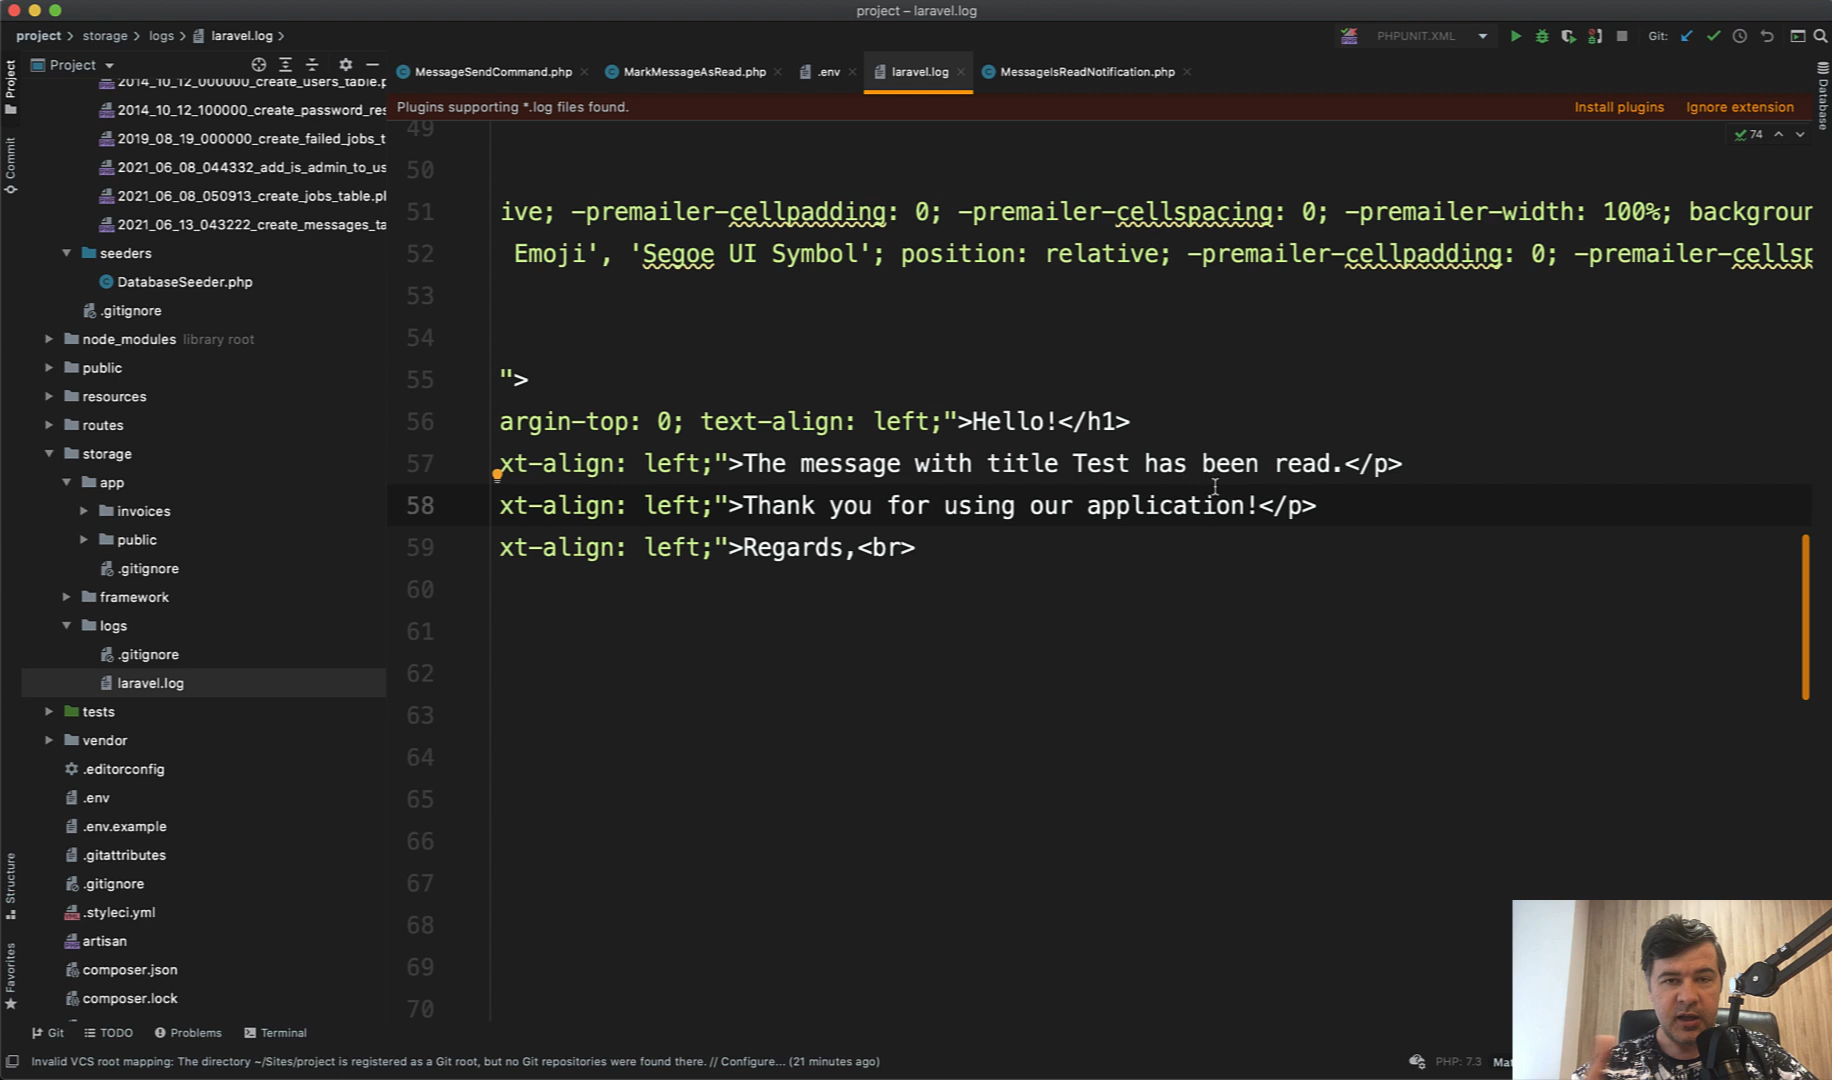 project – laravel.log
project > storage > logs > laravel.log >
PHPUNIT.XML
Git:
Project
MessageSendCommand.php
MarkMessageAsRead.php
.env
laravel.log
MessageIsReadNotification.php
Plugins supporting *.log files found.
Install plugins
Ignore extension
74
Project
Commit
Structure
Favorites
Database
2014_10_12_000000_create_users_table.p
2014_10_12_100000_create_password_res
2019_08_19_000000_create_failed_jobs_t
2021_06_08_044332_add_is_admin_to_us
2021_06_08_050913_create_jobs_table.pl
2021_06_13_043222_create_messages_ta
seeders
DatabaseSeeder.php
.gitignore
node_modules library root
public
resources
routes
storage
app
invoices
public
.gitignore
framework
logs
.gitignore
laravel.log
tests
vendor
.editorconfig
.env
.env.example
.gitattributes
.gitignore
.styleci.yml
artisan
composer.json
composer.lock
49
50
51 ive; -premailer-cellpadding: 0; -premailer-cellspacing: 0; -premailer-width: 100%; backgroun
52 Emoji', 'Segoe UI Symbol'; position: relative; -premailer-cellpadding: 0; -premailer-cellsp
53
54
55 ">
56 argin-top: 0; text-align: left;">Hello!</h1>
57 xt-align: left;">The message with title Test has been read.</p>
58 xt-align: left;">Thank you for using our application!</p>
59 xt-align: left;">Regards,<br>
60
61
62
63
64
65
66
67
68
69
70
Git
TODO
Problems
Terminal
Invalid VCS root mapping: The directory ~/Sites/project is registered as a Git root, but no Git repositories were found there. // Configure... (21 minutes ago)
PHP: 7.3
Mat